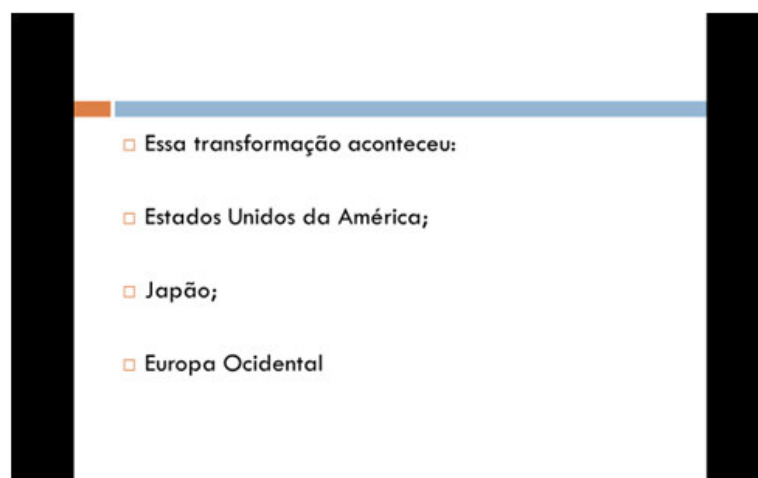 Essa transformação aconteceu:
Estados Unidos da América;
Japão;
Europa Ocidental